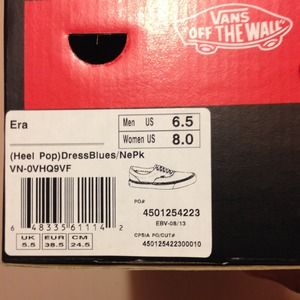 VANS
"OFF THE WALL"
Era
Men US 6.5
Women US 8.0
(Heel Pop)DressBlues/NePk
VN-0VHQ9VF
6 48335 61114 2
UK EUR CM
5.5 38.5 24.5
PO#
4501254223
EBV-08/13
CPSIA PO/CUT#
450125422300010